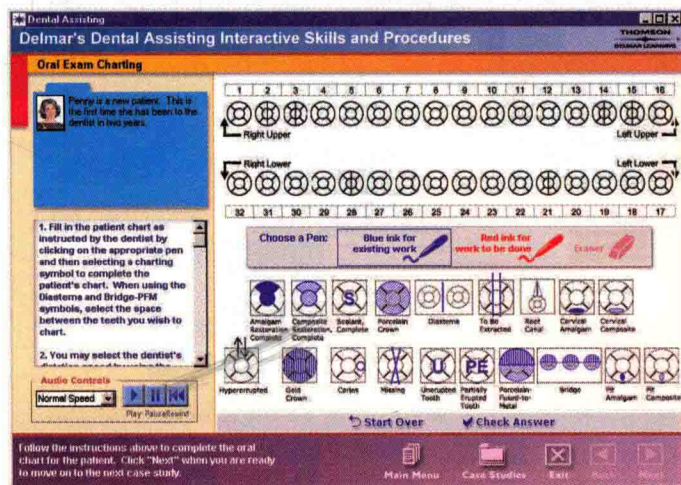 Dental Assisting
Delmar's Dental Assisting Interactive Skills and Procedures
THOMSON
DELMAR LEARNING
Oral Exam Charting
Penny is a new patient. This is
the first time she has been to the
dentist in two years.
1 2 3 4 5 6 7 8 9 10 11 12 13 14 15 16
Right Upper Left Upper
Right Lower Left Lower
32 31 30 29 28 27 26 25 24 23 22 21 20 19 18 17
1. Fill in the patient chart as
instructed by the dentist by
clicking on the appropriate pen
and then selecting a charting
symbol to complete the
patient's chart. When using the
Diastema and Bridge-PFM
symbols, select the space
between the teeth you wish to
chart.
2. You may select the dentist's
Choose a Pen:
Blue ink for
existing work
Red ink for
work to be done
Eraser
S
Amalgam
Restoration
Complete
Composite
Restoration,
Complete
Sealant,
Complete
Porcelain
Crown
Diastema
To Be
Extracted
Root
Canal
Cervical
Amalgam
Cervical
Composite
U PE
Hypererupted
Gold
Crown
Caries
Missing
Unerupted
Tooth
Partially
Erupted
Tooth
Porcelain-
Fused-to-
Metal
Bridge
Pit
Amalgam
Pit
Composite
Audio Controls
Normal Speed
Play Pause Rewind
Start Over Check Answer
Follow the instructions above to complete the oral
chart for the patient. Click "Next" when you are ready
to move on to the next case study.
Main Menu Case Studies Exit Back Next